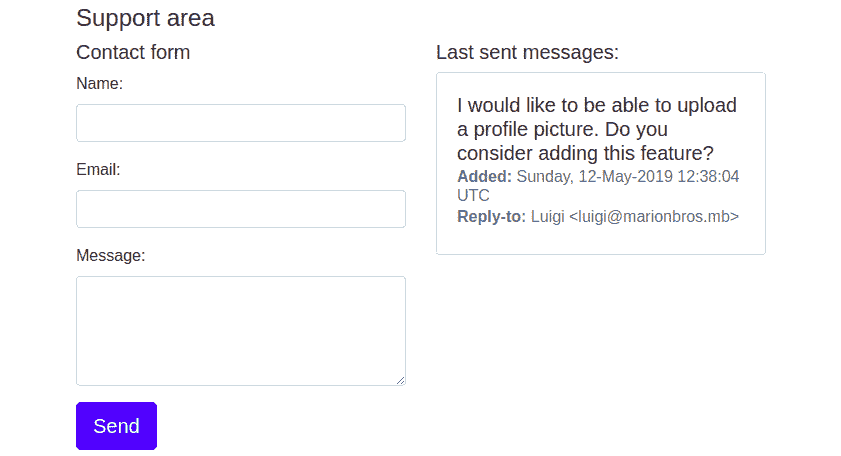 Support area
Contact form
Name:
Email:
Message:
Send
Last sent messages:
I would like to be able to upload
a profile picture. Do you
consider adding this feature?
Added: Sunday, 12-May-2019 12:38:04
UTC
Reply-to: Luigi <luigi@marionbros.mb>